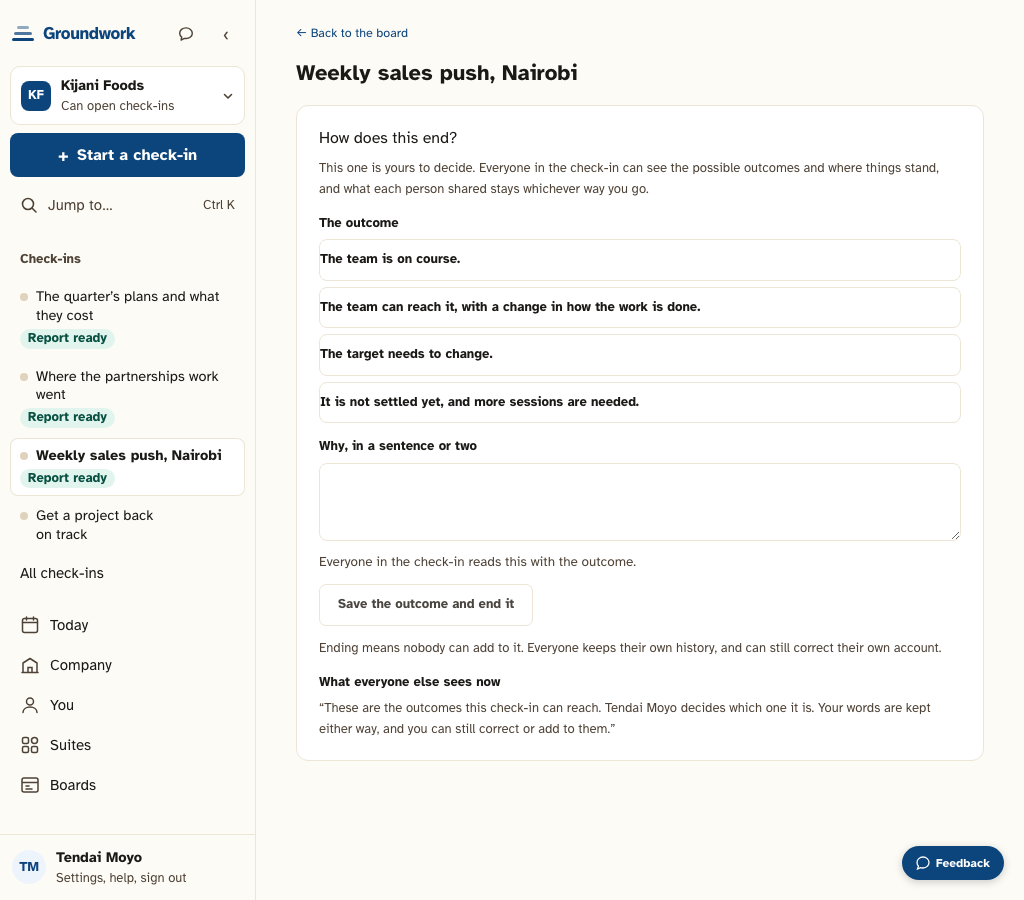 Groundwork
KF
Kijani Foods
Can open check-ins
+ Start a check-in
Jump to...
Ctrl K
Check-ins
The quarter's plans and what
they cost
Report ready
Where the partnerships work
went
Report ready
Weekly sales push, Nairobi
Report ready
Get a project back
on track
All check-ins
Today
Company
You
Suites
Boards
TM
Tendai Moyo
Settings, help, sign out
← Back to the board
Weekly sales push, Nairobi
How does this end?
This one is yours to decide. Everyone in the check-in can see the possible outcomes and where things stand,
and what each person shared stays whichever way you go.
The outcome
The team is on course.
The team can reach it, with a change in how the work is done.
The target needs to change.
It is not settled yet, and more sessions are needed.
Why, in a sentence or two
Everyone in the check-in reads this with the outcome.
Save the outcome and end it
Ending means nobody can add to it. Everyone keeps their own history, and can still correct their own account.
What everyone else sees now
“These are the outcomes this check-in can reach. Tendai Moyo decides which one it is. Your words are kept
either way, and you can still correct or add to them.”
Feedback